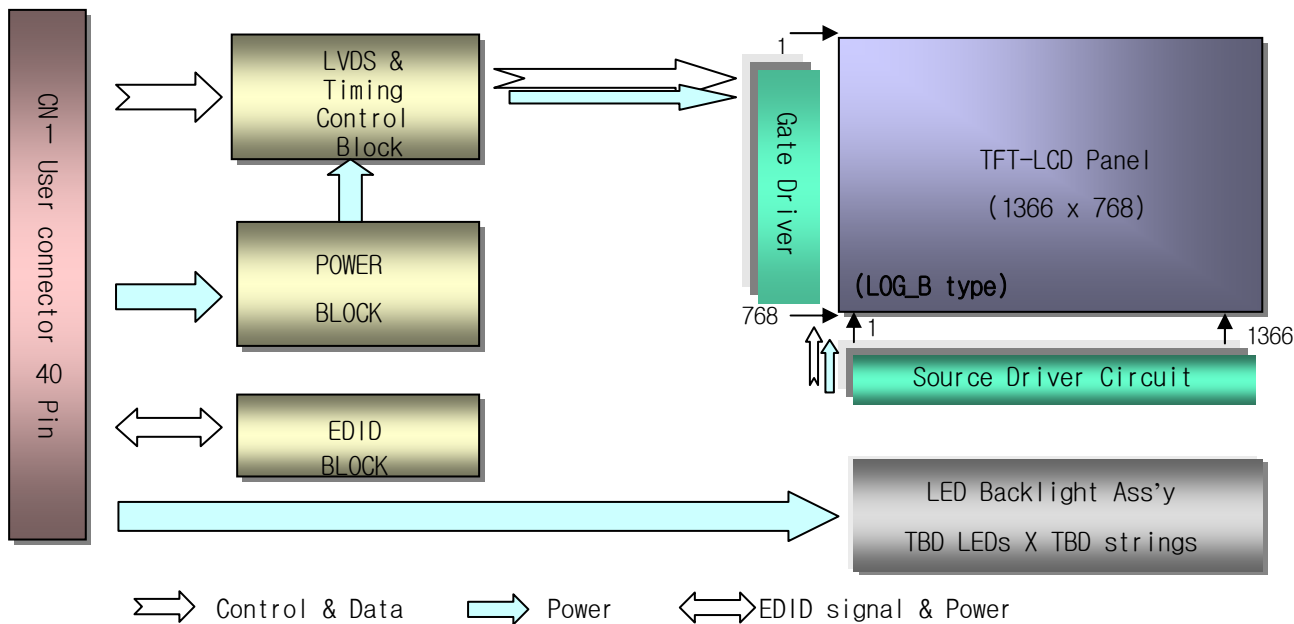 CN1- User connector 40 Pin
LVDS &
Timing
Control
Block
POWER
BLOCK
EDID
BLOCK
1
Gate Driver
768
TFT-LCD Panel
(1366 x 768)
(LOG_B type)
1
1366
Source Driver Circuit
LED Backlight Ass'y
TBD LEDs X TBD strings
Control & Data
Power
EDID signal & Power